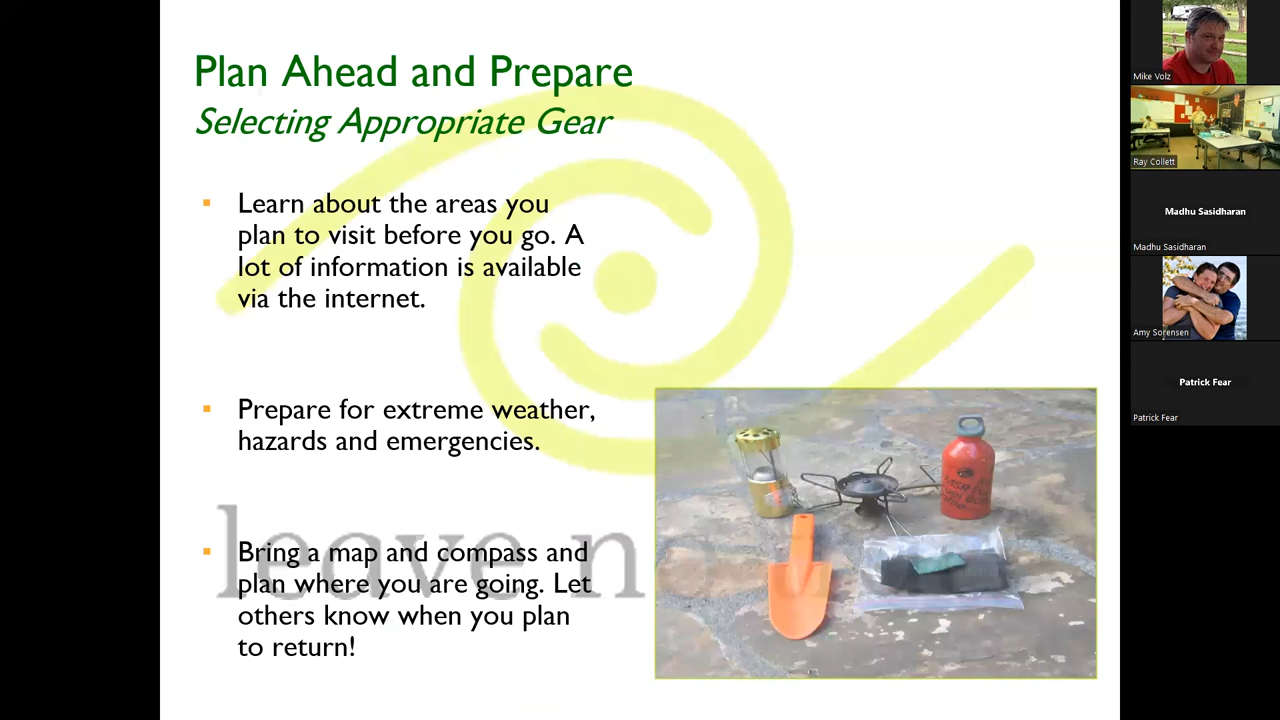 Plan Ahead and Prepare
Selecting Appropriate Gear
▪ Learn about the areas you
plan to visit before you go. A
lot of information is available
via the internet.
▪ Prepare for extreme weather,
hazards and emergencies.
▪ Bring a map and compass and
plan where you are going. Let
others know when you plan
to return!
leave n
MSR
Mike Volz
Ray Collett
Madhu Sasidharan
Madhu Sasidharan
Amy Sorensen
Patrick Fear
Patrick Fear